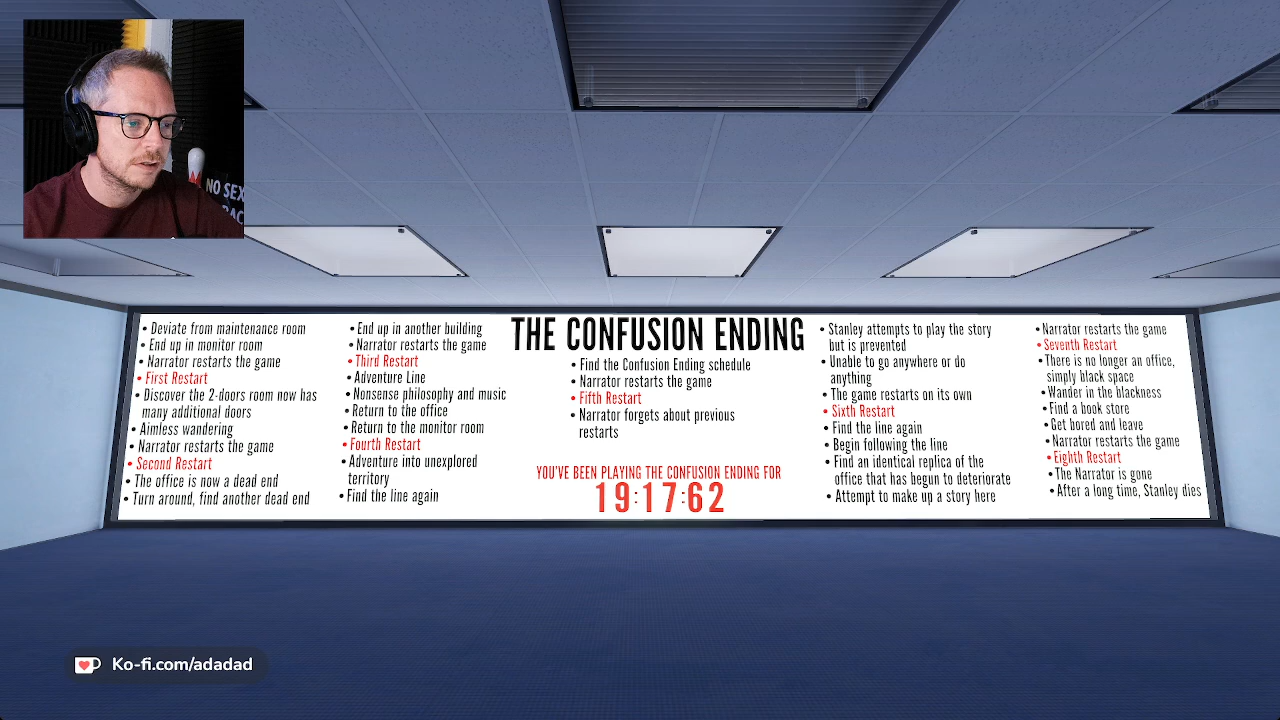 NO SEX
• Deviate from maintenance room
• End up in monitor room
• Narrator restarts the game
• First Restart
• Discover the 2-doors room now has
many additional doors
• Aimless wandering
• Narrator restarts the game
• Second Restart
• The office is now a dead end
• Turn around, find another dead end
• End up in another building
• Narrator restarts the game
• Third Restart
• Adventure Line
• Nonsense philosophy and music
• Return to the office
• Return to the monitor room
• Fourth Restart
• Adventure into unexplored
territory
• Find the line again
THE CONFUSION ENDING
• Find the Confusion Ending schedule
• Narrator restarts the game
• Fifth Restart
• Narrator forgets about previous
restarts
YOU'VE BEEN PLAYING THE CONFUSION ENDING FOR
19:17:62
• Stanley attempts to play the story
but is prevented
• Unable to go anywhere or do
anything
• The game restarts on its own
• Sixth Restart
• Find the line again
• Begin following the line
• Find an identical replica of the
office that has begun to deteriorate
• Attempt to make up a story here
• Narrator restarts the game
• Seventh Restart
• There is no longer an office,
simply black space
• Wander in the blackness
• Find a book store
• Get bored and leave
• Narrator restarts the game
• Eighth Restart
• The Narrator is gone
• After a long time, Stanley dies
Ko-fi.com/adadad